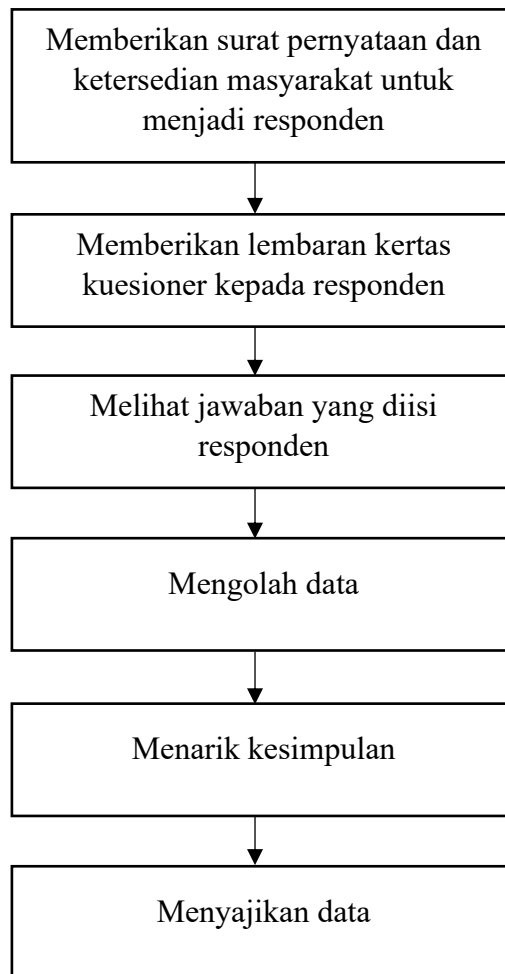 Memberikan surat pernyataan dan
ketersedian masyarakat untuk
menjadi responden
Memberikan lembaran kertas
kuesioner kepada responden
Melihat jawaban yang diisi
responden
Mengolah data
Menarik kesimpulan
Menyajikan data